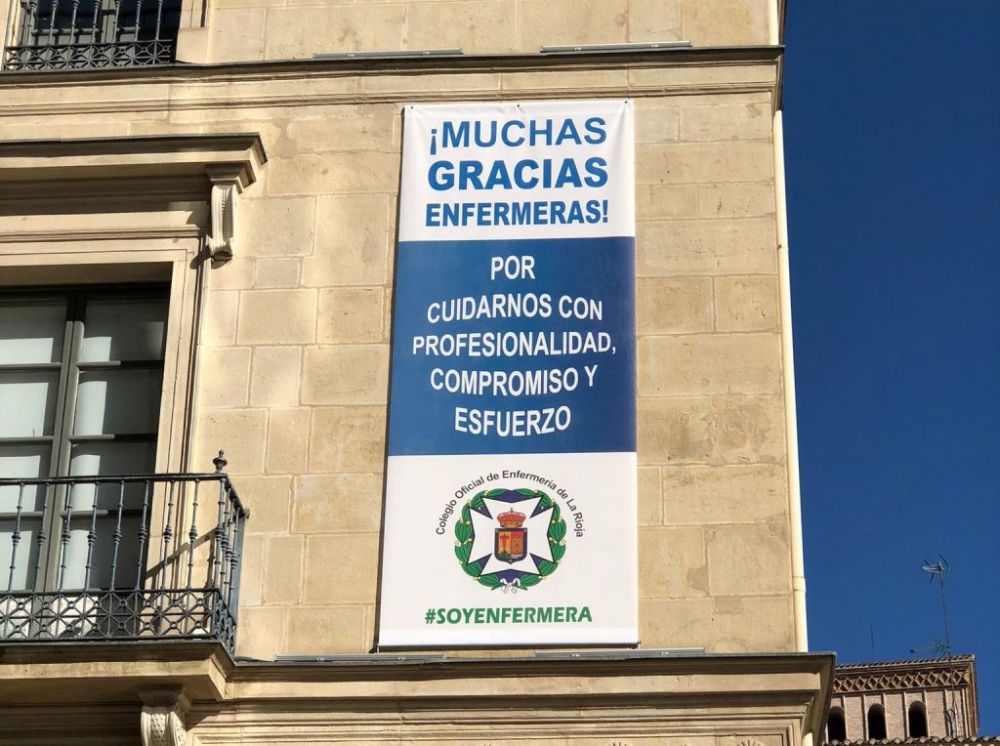 ¡MUCHAS
GRACIAS
ENFERMERAS!
POR
CUIDARNOS CON
PROFESIONALIDAD,
COMPROMISO Y
ESFUERZO
Colegio Oficial de Enfermería de La Rioja
#SOYENFERMERA